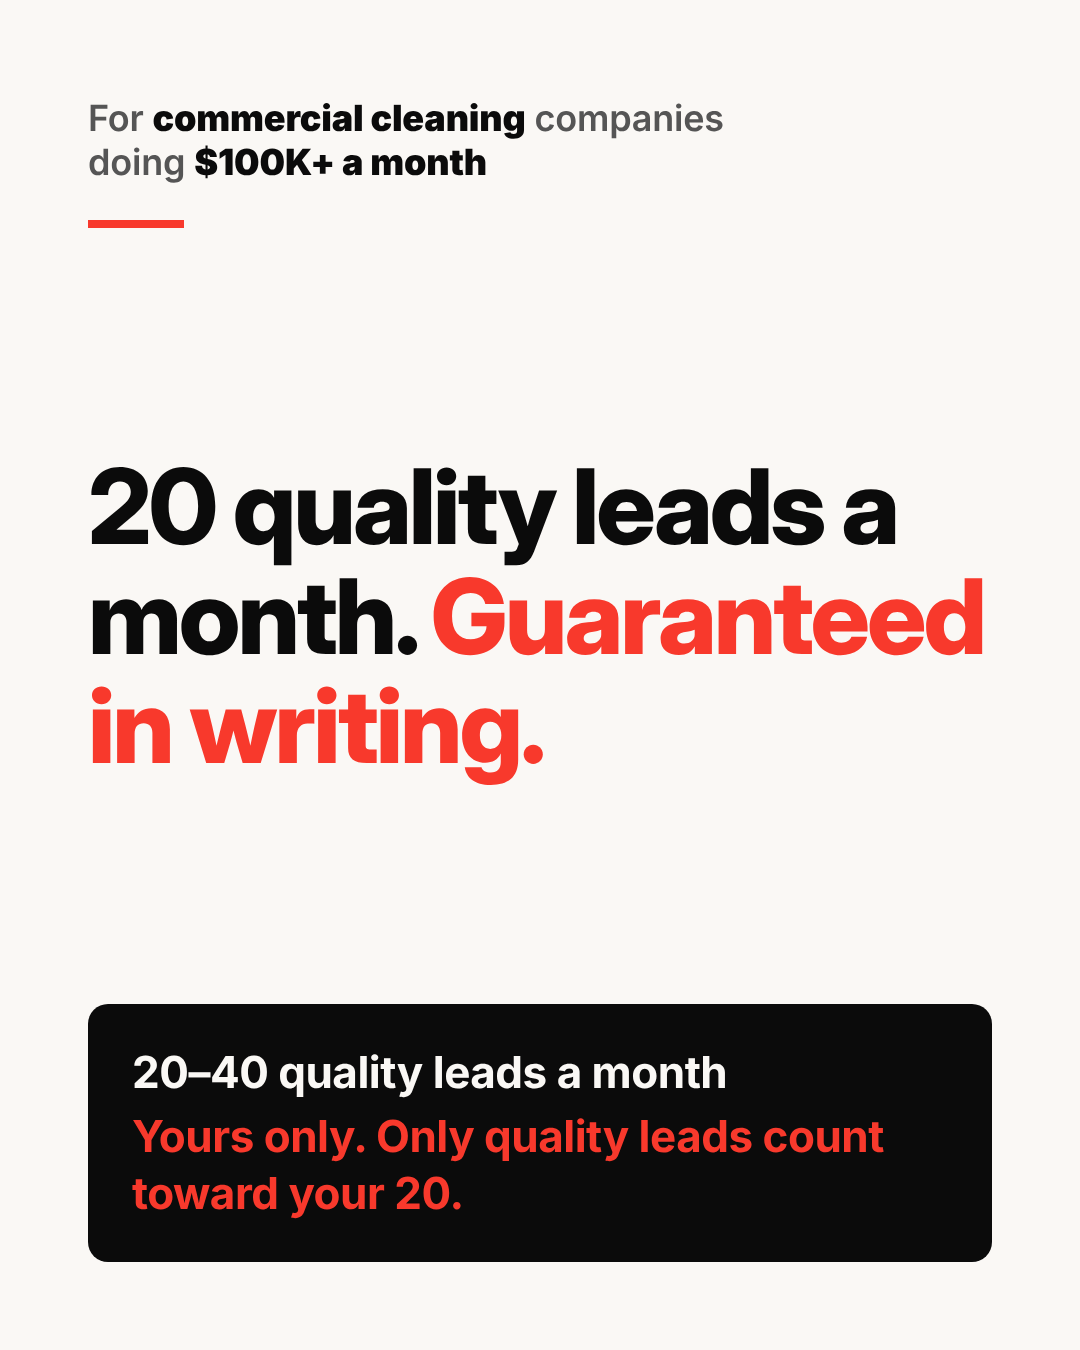 For commercial cleaning companies
doing $100K+ a month
20 quality leads a
month. Guaranteed
in writing.
20–40 quality leads a month
Yours only. Only quality leads count
toward your 20.